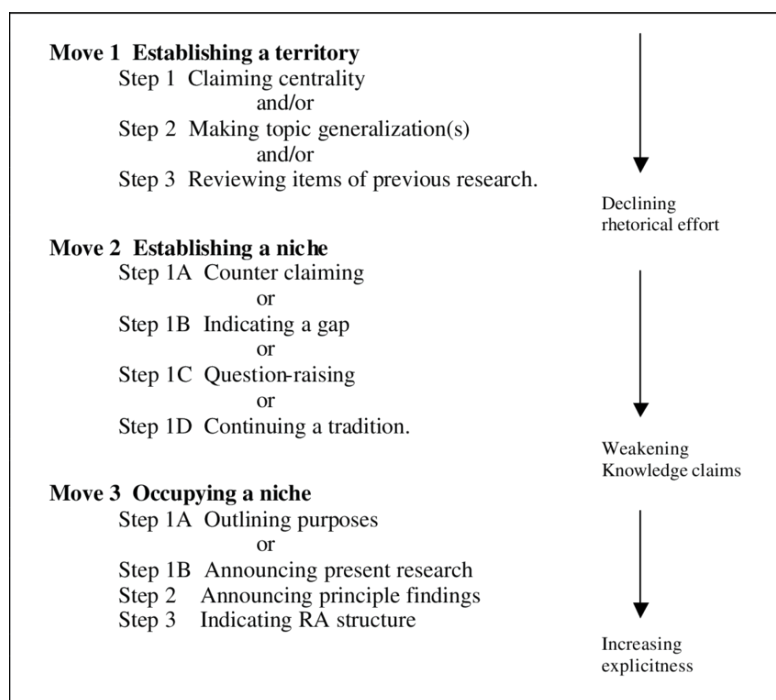 Move 1 Establishing a territory
Step 1 Claiming centrality
and/or
Step 2 Making topic generalization(s)
and/or
Step 3 Reviewing items of previous research.
Declining
rhetorical effort
Move 2 Establishing a niche
Step 1A Counter claiming
or
Step 1B Indicating a gap
or
Step 1C Question-raising
or
Step 1D Continuing a tradition.
Weakening
Knowledge claims
Move 3 Occupying a niche
Step 1A Outlining purposes
or
Step 1B Announcing present research
Step 2 Announcing principle findings
Step 3 Indicating RA structure
Increasing
explicitness